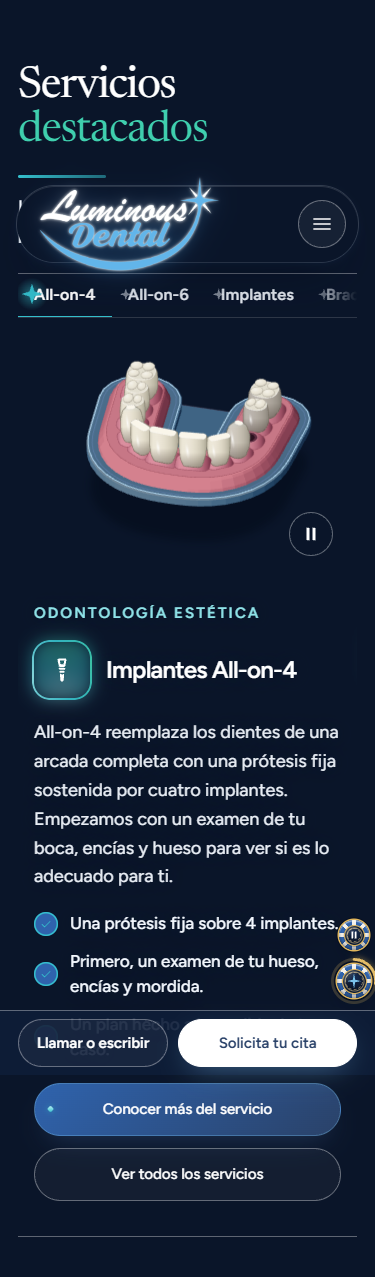 Servicios
destacados
Luminous
Dental
All-on-4
All-on-6
Implantes
ODONTOLOGÍA ESTÉTICA
Implantes All-on-4
All-on-4 reemplaza los dientes de una
arcada completa con una prótesis fija
sostenida por cuatro implantes.
Empezamos con un examen de tu
boca, encías y hueso para ver si es lo
adecuado para ti.
Una prótesis fija sobre 4 implantes.
Primero, un examen de tu hueso,
encías y mordida.
Un plan hecho
caso.
Llamar o escribir
Solicita tu cita
Conocer más del servicio
Ver todos los servicios